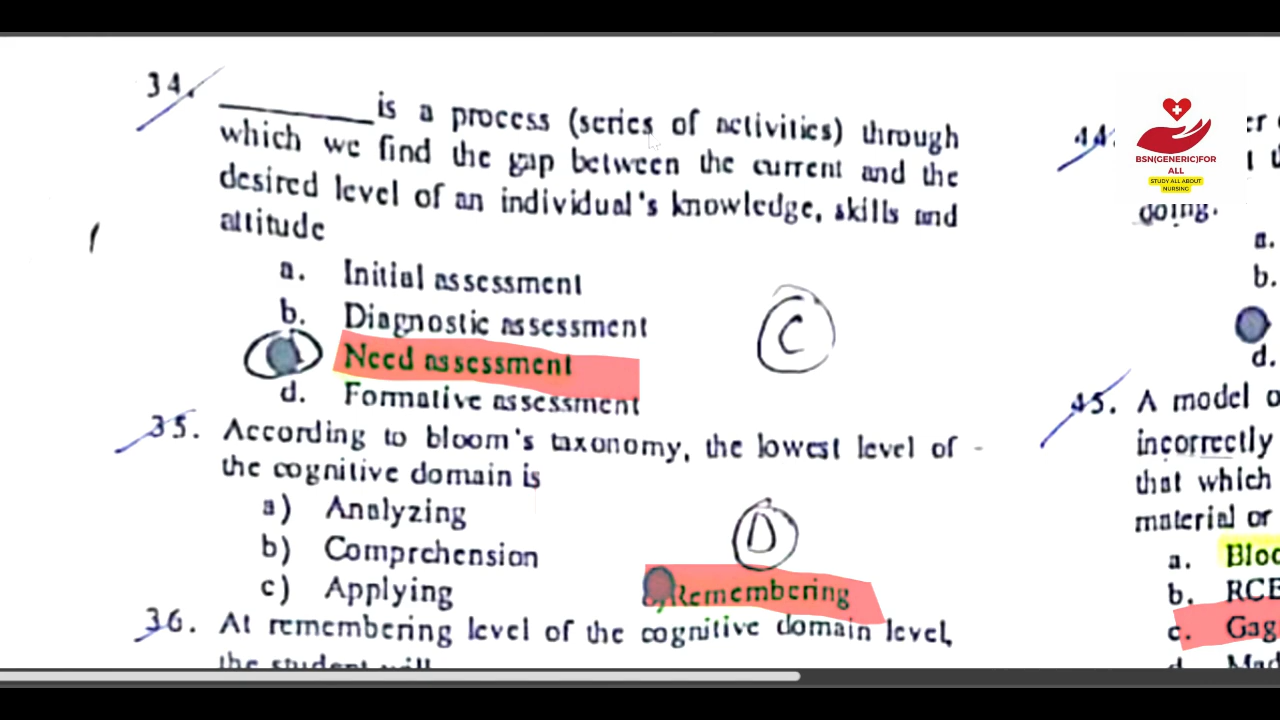 34.
________ is a process (series of activities) through
which we find the gap between the current and the
desired level of an individual's knowledge, skills and
attitude
a. Initial assessment
b. Diagnostic assessment
Need assessment
d. Formative assessment
C
35. According to bloom's taxonomy, the lowest level of -
the cognitive domain is
a) Analyzing
b) Comprehension
c) Applying
D
Remembering
36. At remembering level of the cognitive domain level,
the student will
44.
doing.
a.
b.
d.
45. A model
incorrectly
that which
material or
a.
b.
c.
BSN(GENERIC)FOR
ALL
STUDY ALL ABOUT
NURSING